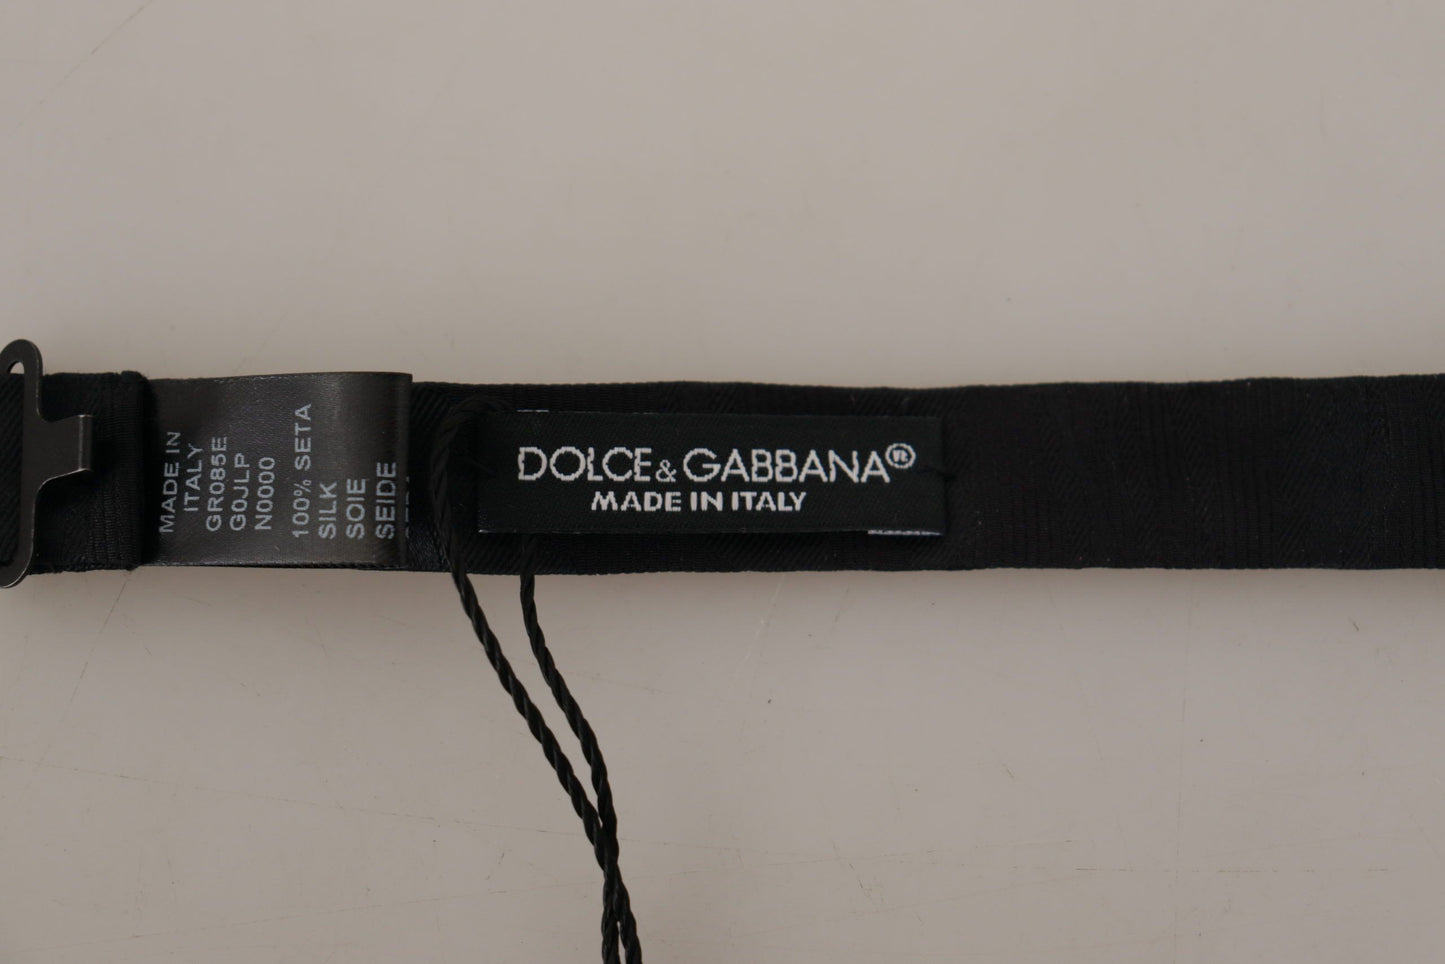 MADE IN
ITALY
GR085E
G0JLP
N0000
100% SETA
SILK
SOIE
SEIDE
DOLCE&GABBANA®
MADE IN ITALY